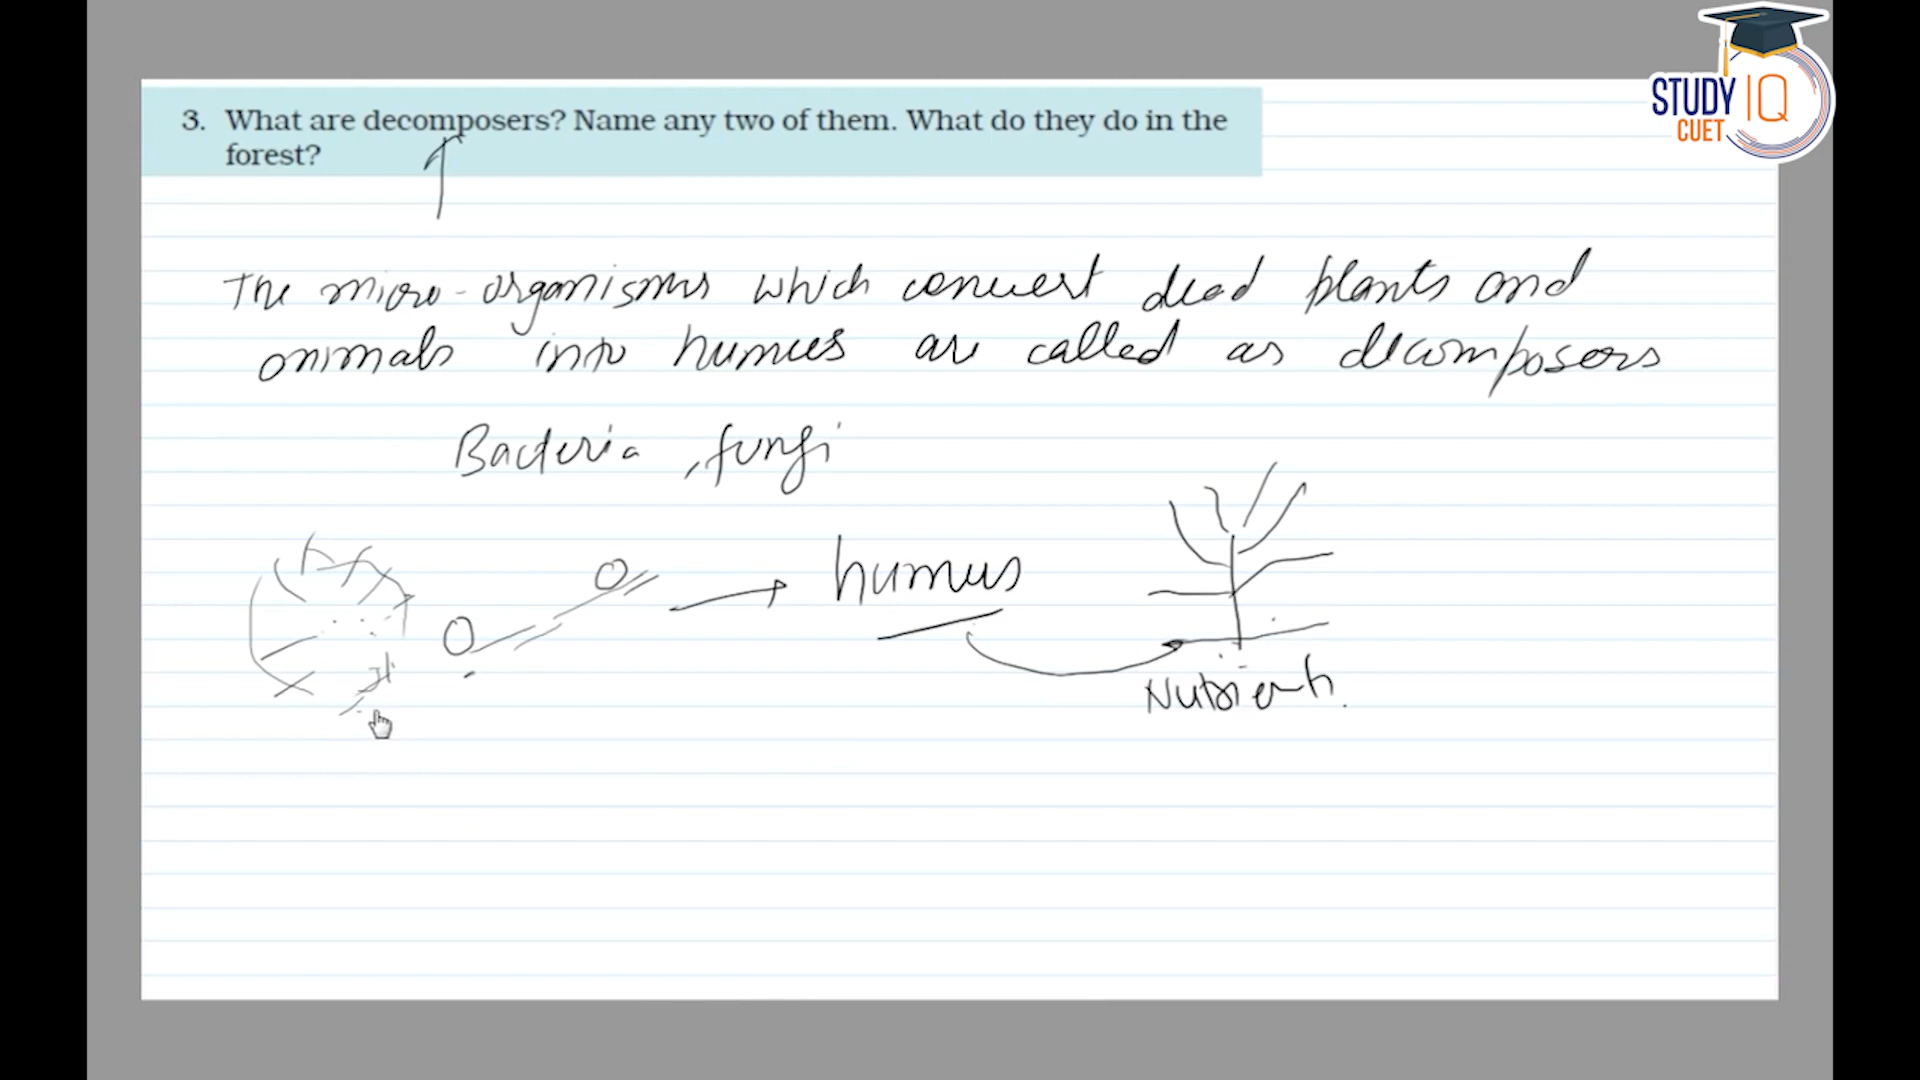 STUDY IQ
CUET
3. What are decomposers? Name any two of them. What do they do in the
forest?
The micro-organisms which convert dead plants and
animals into humus are called as decomposers
Bacteria, fungi
humus
Nutrients.